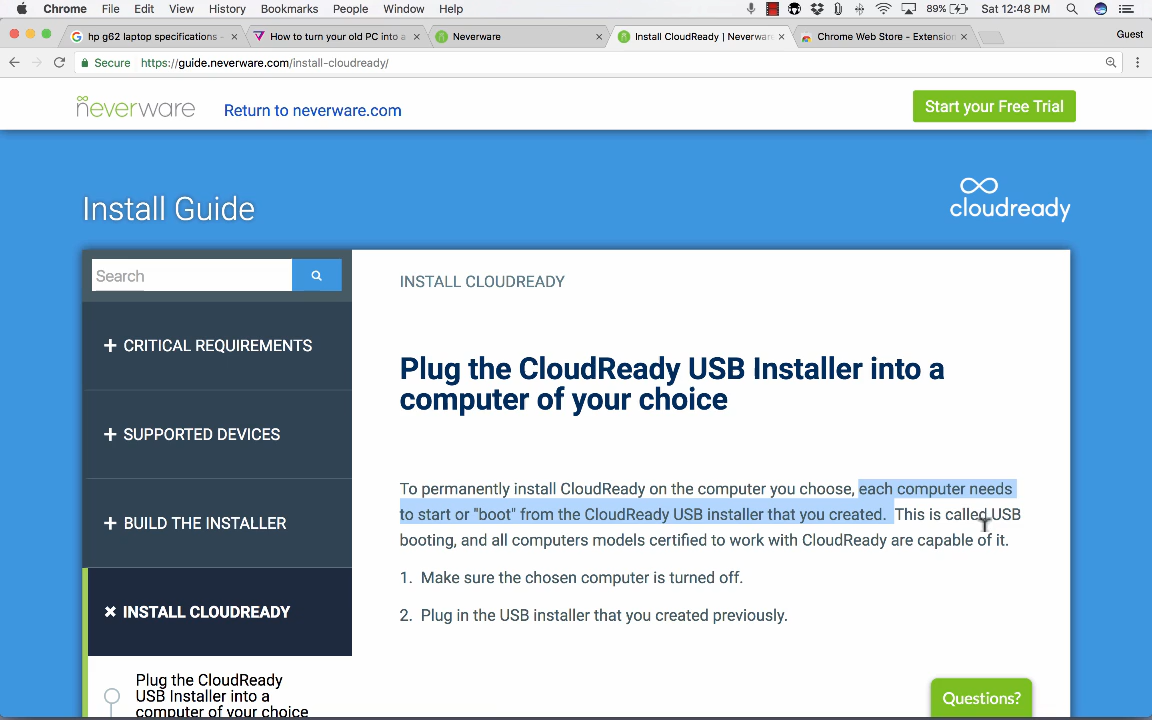 Chrome File Edit View History Bookmarks People Window Help 89% Sat 12:48 PM
hp g62 laptop specifications - How to turn your old PC into a Neverware Install CloudReady | Neverwar Chrome Web Store - Extension Guest
Secure https://guide.neverware.com/install-cloudready/
neverware Return to neverware.com Start your Free Trial
Install Guide
cloudready
Search
+ CRITICAL REQUIREMENTS
+ SUPPORTED DEVICES
+ BUILD THE INSTALLER
× INSTALL CLOUDREADY
Plug the CloudReady
USB Installer into a
computer of your choice
INSTALL CLOUDREADY
Plug the CloudReady USB Installer into a
computer of your choice
To permanently install CloudReady on the computer you choose, each computer needs
to start or "boot" from the CloudReady USB installer that you created. This is called USB
booting, and all computers models certified to work with CloudReady are capable of it.
1. Make sure the chosen computer is turned off.
2. Plug in the USB installer that you created previously.
Questions?